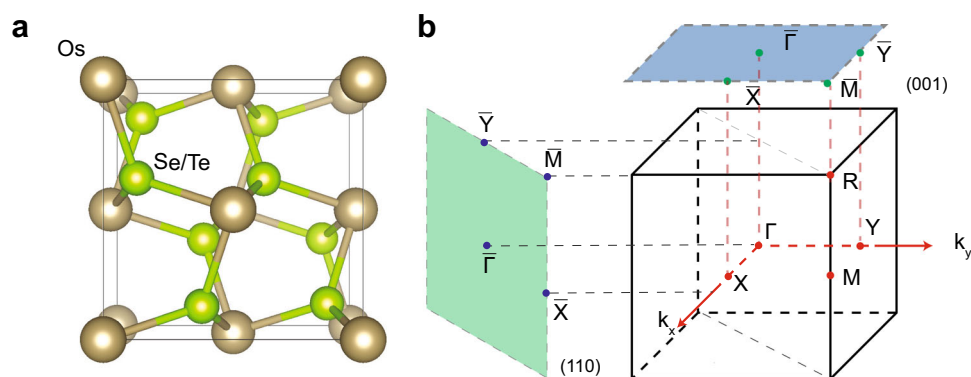 a
Os
Se/Te
b
Γ̅
Y̅
X̅
M̅
(001)
Y̅
M̅
R
Γ
Y
k_y
Γ̅
X
M
X̅
k_x
(110)